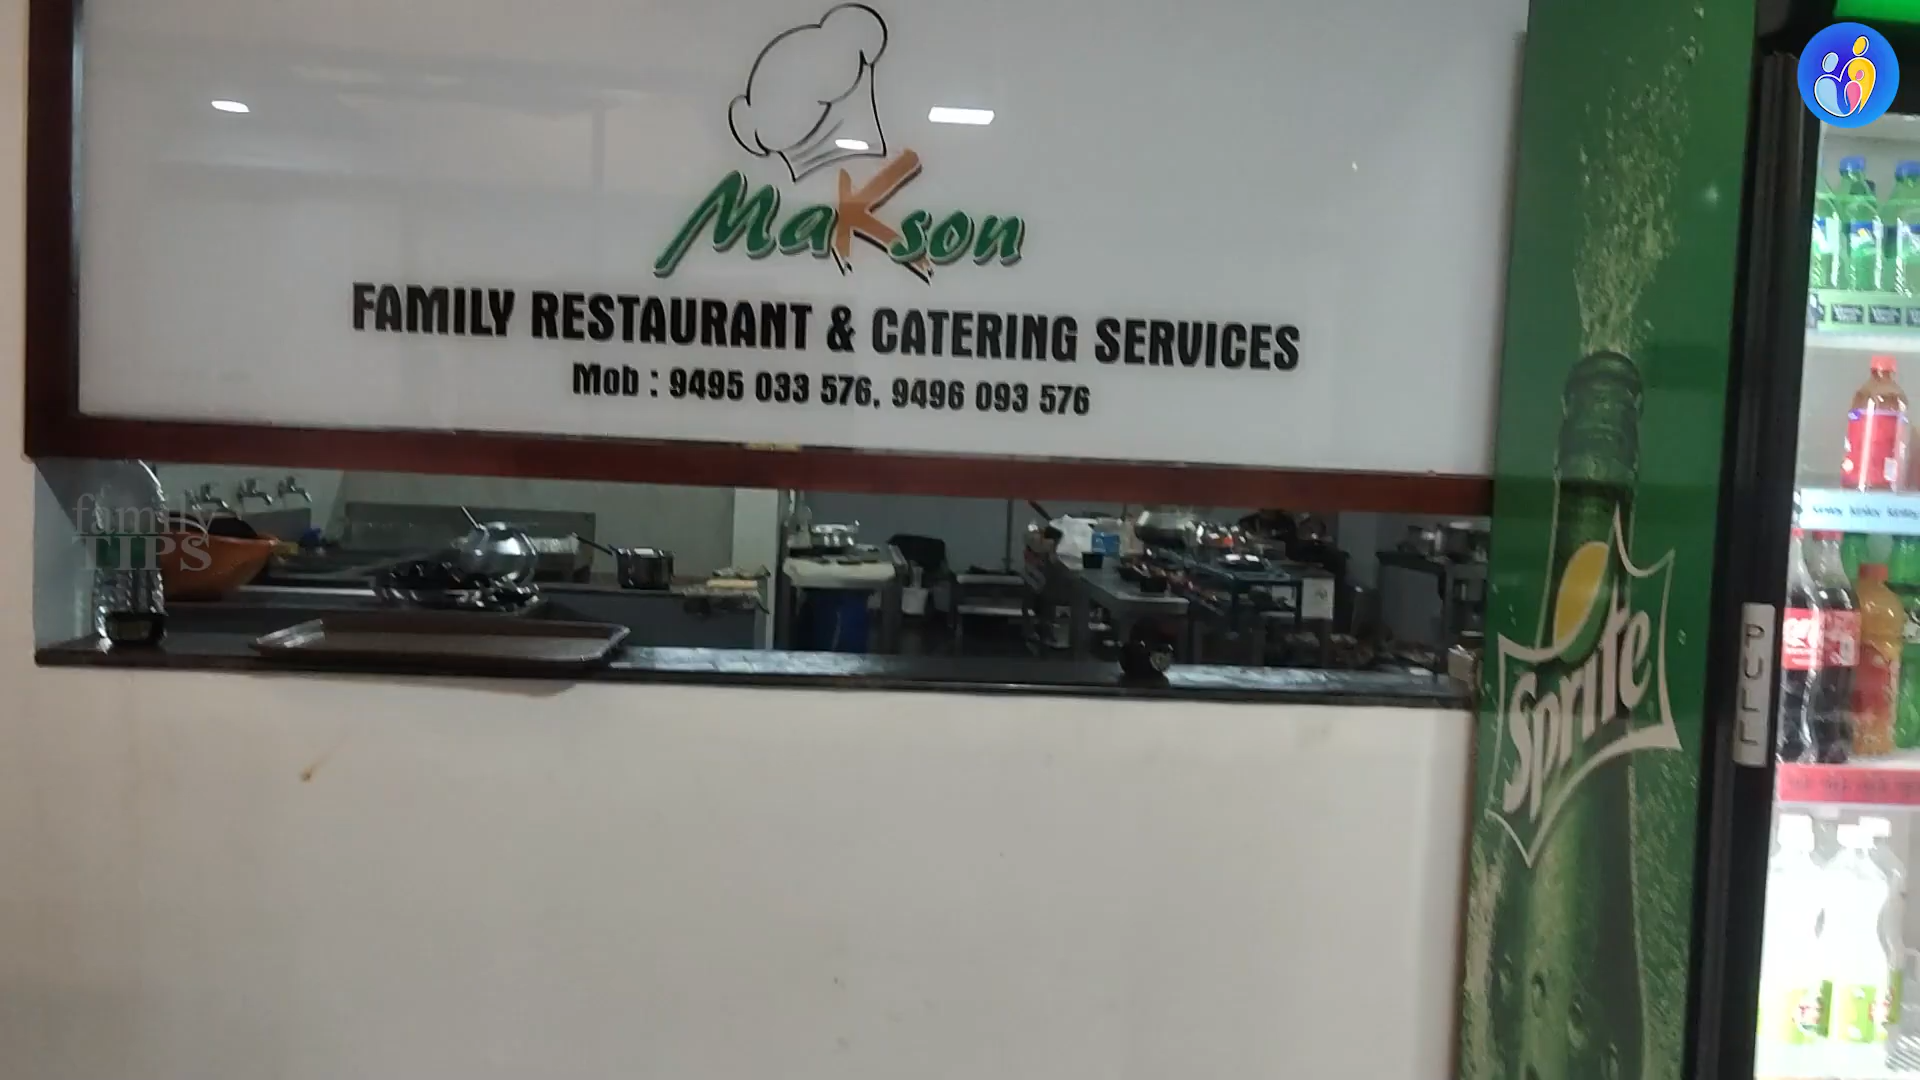 MaKson
FAMILY RESTAURANT & CATERING SERVICES
Mob : 9495 033 576. 9496 093 576
family
TIPS
Sprite
PULL